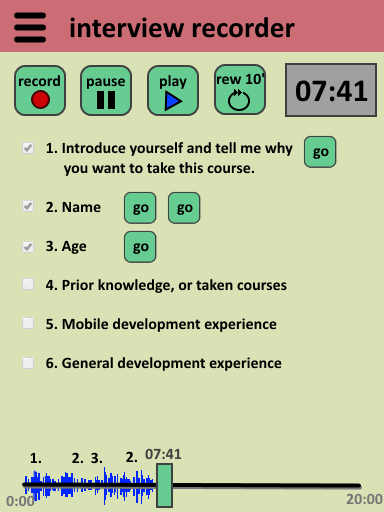 interview recorder
record pause play rew 10'
07:41
1. Introduce yourself and tell me why go
you want to take this course.
2. Name go go
3. Age go
4. Prior knowledge, or taken courses
5. Mobile development experience
6. General development experience
1. 2. 3. 2. 07:41
0:00 20:00